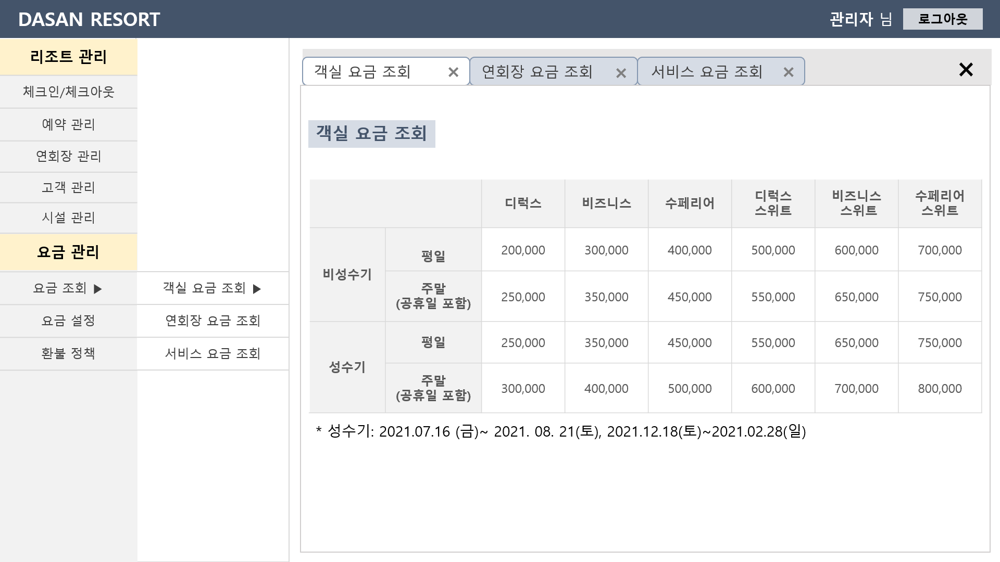 DASAN RESORT
관리자 님
로그아웃
리조트 관리
체크인/체크아웃
예약 관리
연회장 관리
고객 관리
시설 관리
요금 관리
요금 조회 ▶
요금 설정
환불 정책
객실 요금 조회 ▶
연회장 요금 조회
서비스 요금 조회
객실 요금 조회 ×
연회장 요금 조회 ×
서비스 요금 조회 ×
×
객실 요금 조회
디럭스 비즈니스 수페리어 디럭스 스위트 비즈니스 스위트 수페리어 스위트
비성수기
평일 200,000 300,000 400,000 500,000 600,000 700,000
주말
(공휴일 포함) 250,000 350,000 450,000 550,000 650,000 750,000
성수기
평일 250,000 350,000 450,000 550,000 650,000 750,000
주말
(공휴일 포함) 300,000 400,000 500,000 600,000 700,000 800,000
* 성수기: 2021.07.16 (금)~ 2021. 08. 21(토), 2021.12.18(토)~2021.02.28(일)